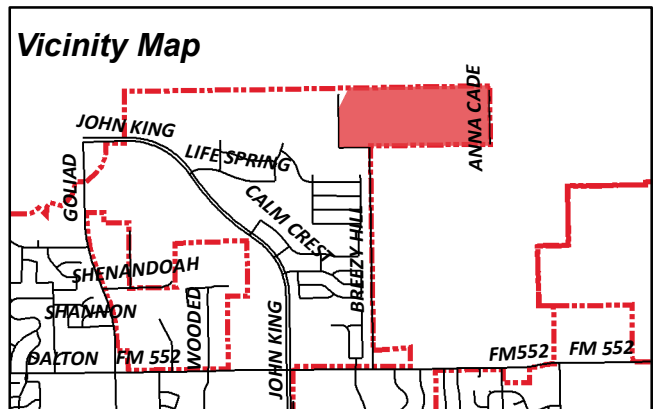 Vicinity Map
JOHN KING
ANNA CADE
LIFE SPRING
GOLIAD
CALM CREST
BREEZY HILL
SHENANDOAH
SHANNON
WOODED
JOHN KING
DALTON
FM 552
FM552
FM 552